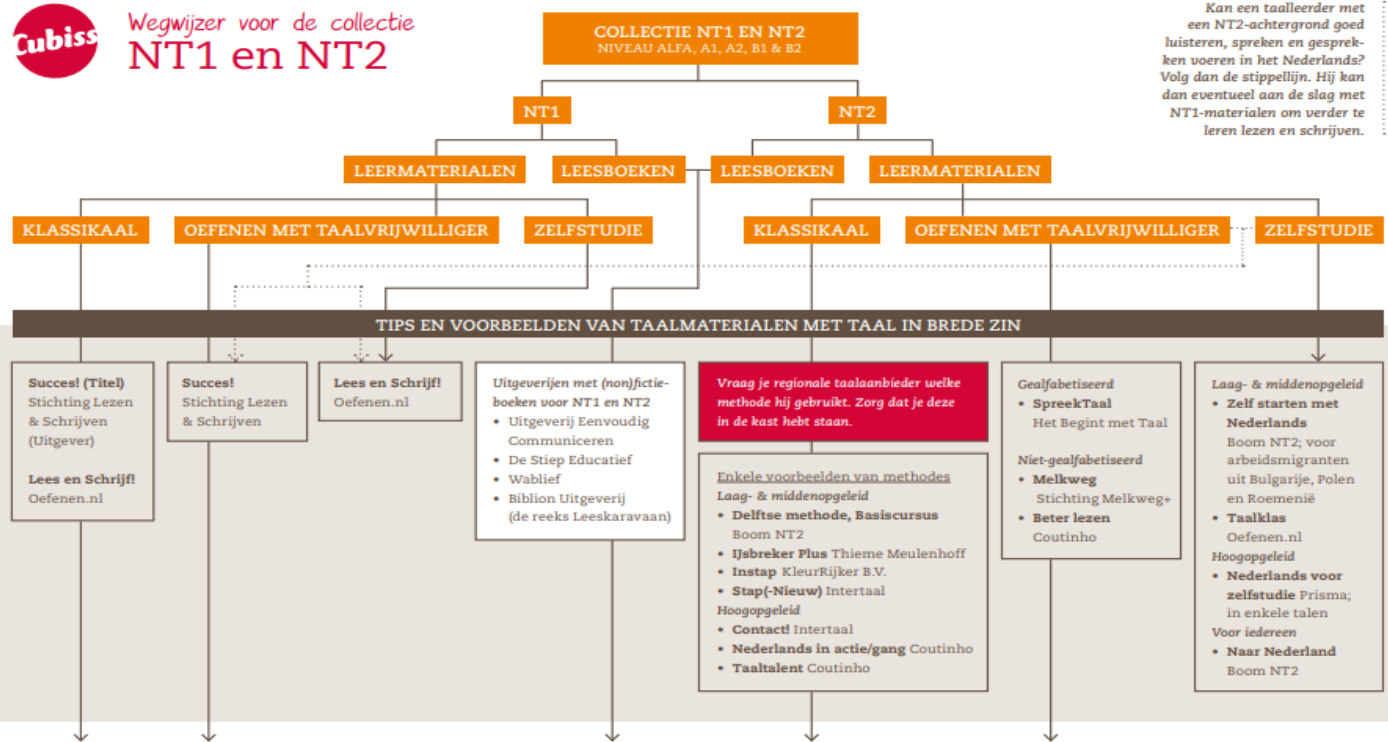 Cubiss
Wegwijzer voor de collectie
NT1 en NT2
COLLECTIE NT1 EN NT2
NIVEAU ALFA, A1, A2, B1 & B2
Kan een taalleerder met
een NT2-achtergrond goed
luisteren, spreken en gesprek-
ken voeren in het Nederlands?
Volg dan de stippellijn. Hij kan
dan eventueel aan de slag met
NT1-materialen om verder te
leren lezen en schrijven.
NT1
NT2
LEERMATERIALEN
LEESBOEKEN
LEESBOEKEN
LEERMATERIALEN
KLASSIKAAL
OEFENEN MET TAALVRIJWILLIGER
ZELFSTUDIE
KLASSIKAAL
OEFENEN MET TAALVRIJWILLIGER
ZELFSTUDIE
TIPS EN VOORBEELDEN VAN TAALMATERIALEN MET TAAL IN BREDE ZIN
Succes! (Titel)
Stichting Lezen
& Schrijven
(Uitgever)
Lees en Schrijf!
Oefenen.nl
Succes!
Stichting Lezen
& Schrijven
Lees en Schrijf!
Oefenen.nl
Uitgeverijen met (non)fictie-
boeken voor NT1 en NT2
• Uitgeverij Eenvoudig
Communiceren
• De Stiep Educatief
• Wablief
• Biblion Uitgeverij
(de reeks Leeskaravaan)
Vraag je regionale taalaanbieder welke
methode hij gebruikt. Zorg dat je deze
in de kast hebt staan.
Enkele voorbeelden van methodes
Laag- & middenopgeleid
• Delftse methode, Basiscursus
Boom NT2
• IJsbreker Plus Thieme Meulenhoff
• Instap KleurRijker B.V.
• Stap(-Nieuw) Intertaal
Hoogopgeleid
• Contact! Intertaal
• Nederlands in actie/gang Coutinho
• Taaltalent Coutinho
Gealfabetiseerd
• SpreekTaal
Het Begint met Taal
Niet-gealfabetiseerd
• Melkweg
Stichting Melkweg+
• Beter lezen
Coutinho
Laag- & middenopgeleid
• Zelf starten met
Nederlands
Boom NT2; voor
arbeidsmigranten
uit Bulgarije, Polen
en Roemenië
• Taalklas
Oefenen.nl
Hoogopgeleid
• Nederlands voor
zelfstudie Prisma;
in enkele talen
Voor iedereen
• Naar Nederland
Boom NT2